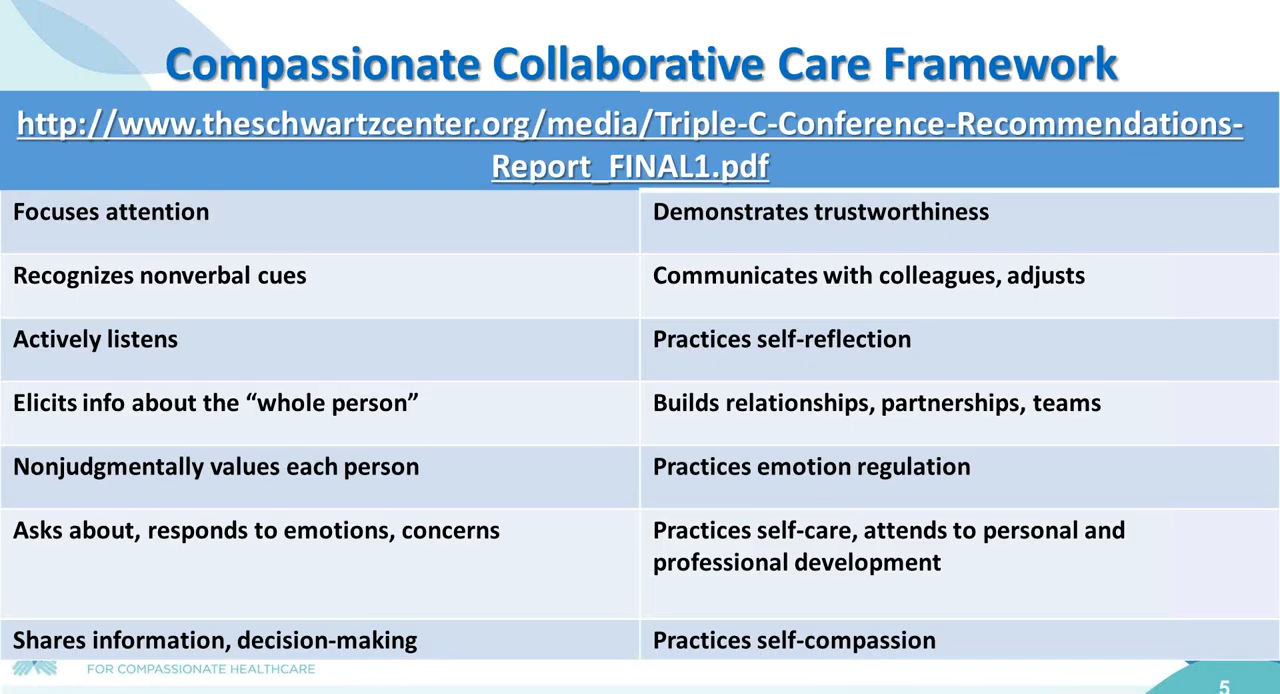 Compassionate Collaborative Care Framework
http://www.theschwartzcenter.org/media/Triple-C-Conference-Recommendations-
Report_FINAL1.pdf
Focuses attention
Demonstrates trustworthiness
Recognizes nonverbal cues
Communicates with colleagues, adjusts
Actively listens
Practices self-reflection
Elicits info about the “whole person”
Builds relationships, partnerships, teams
Nonjudgmentally values each person
Practices emotion regulation
Asks about, responds to emotions, concerns
Practices self-care, attends to personal and
professional development
Shares information, decision-making
Practices self-compassion
FOR COMPASSIONATE HEALTHCARE
5